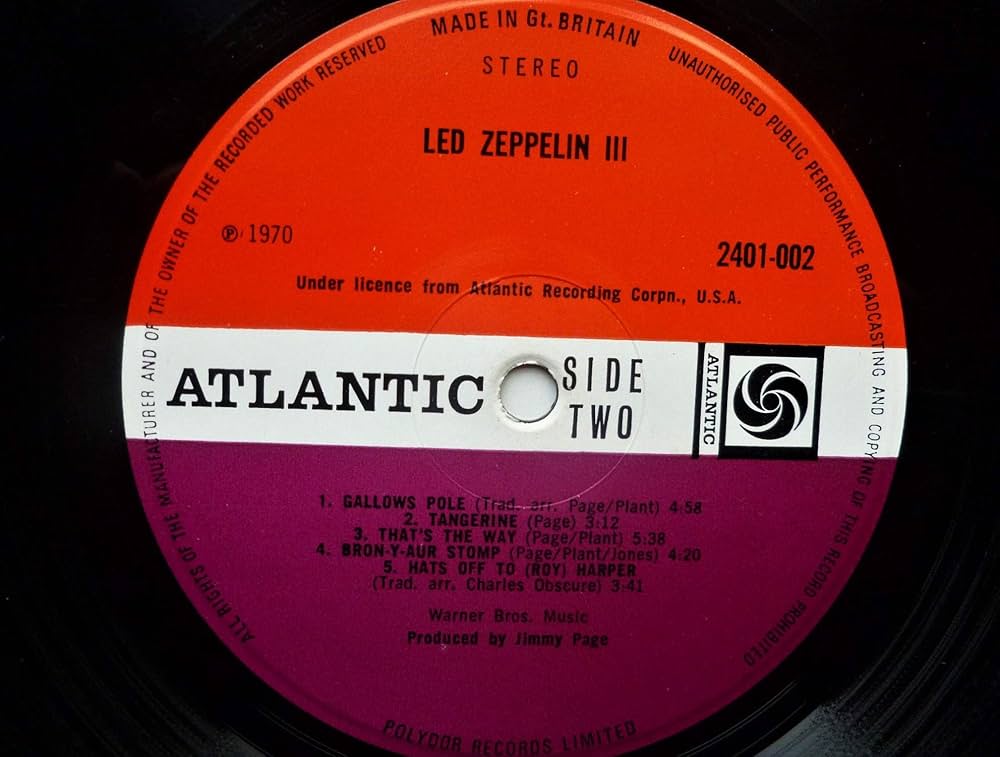 MADE IN Gt. BRITAIN
ALL RIGHTS OF THE MANUFACTURER AND OF THE OWNER OF THE RECORDED WORK RESERVED
UNAUTHORISED PUBLIC PERFORMANCE BROADCASTING AND COPYING OF THIS RECORD PROHIBITED
STEREO
LED ZEPPELIN III
℗ 1970
2401-002
Under licence from Atlantic Recording Corpn., U.S.A.
ATLANTIC
SIDE
TWO
ATLANTIC
1. GALLOWS POLE (Trad. arr. Page/Plant) 4:58
2. TANGERINE (Page) 3:12
3. THAT'S THE WAY (Page/Plant) 5:38
4. BRON-Y-AUR STOMP (Page/Plant/Jones) 4:20
5. HATS OFF TO (ROY) HARPER
(Trad. arr. Charles Obscure) 3:41
Warner Bros. Music
Produced by Jimmy Page
POLYDOR RECORDS LIMITED